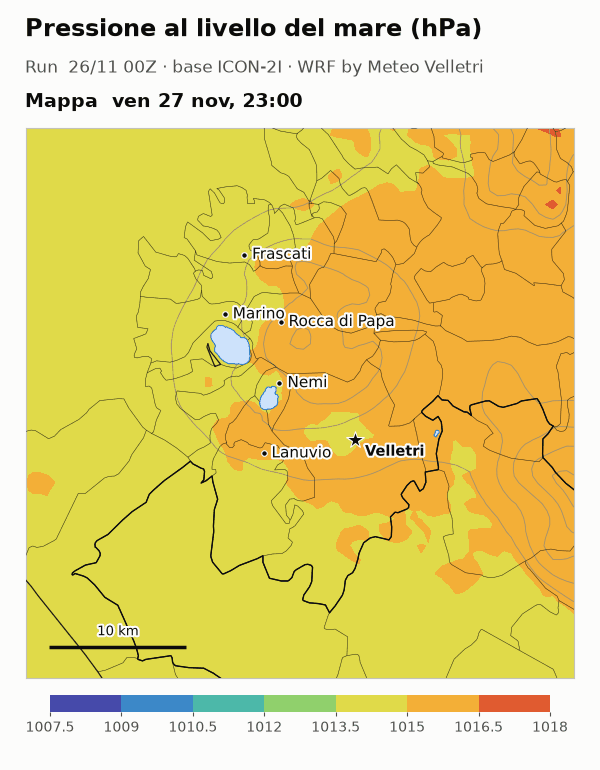 Pressione al livello del mare (hPa)
Run  26/11 00Z · base ICON-2I · WRF by Meteo Velletri
Mappa  ven 27 nov, 23:00
Frascati
Marino
Rocca di Papa
Nemi
Velletri
Lanuvio
10 km
1007.5 1009 1010.5 1012 1013.5 1015 1016.5 1018